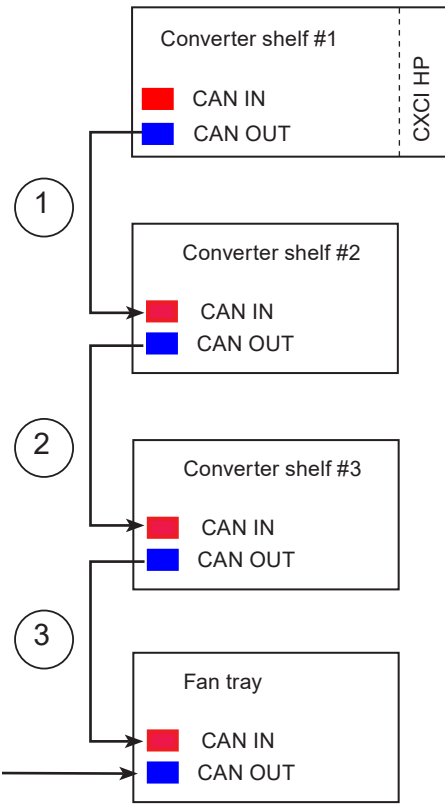 Converter shelf #1
CXCI HP
CAN IN
CAN OUT
1
Converter shelf #2
CAN IN
CAN OUT
2
Converter shelf #3
CAN IN
CAN OUT
3
Fan tray
CAN IN
CAN OUT